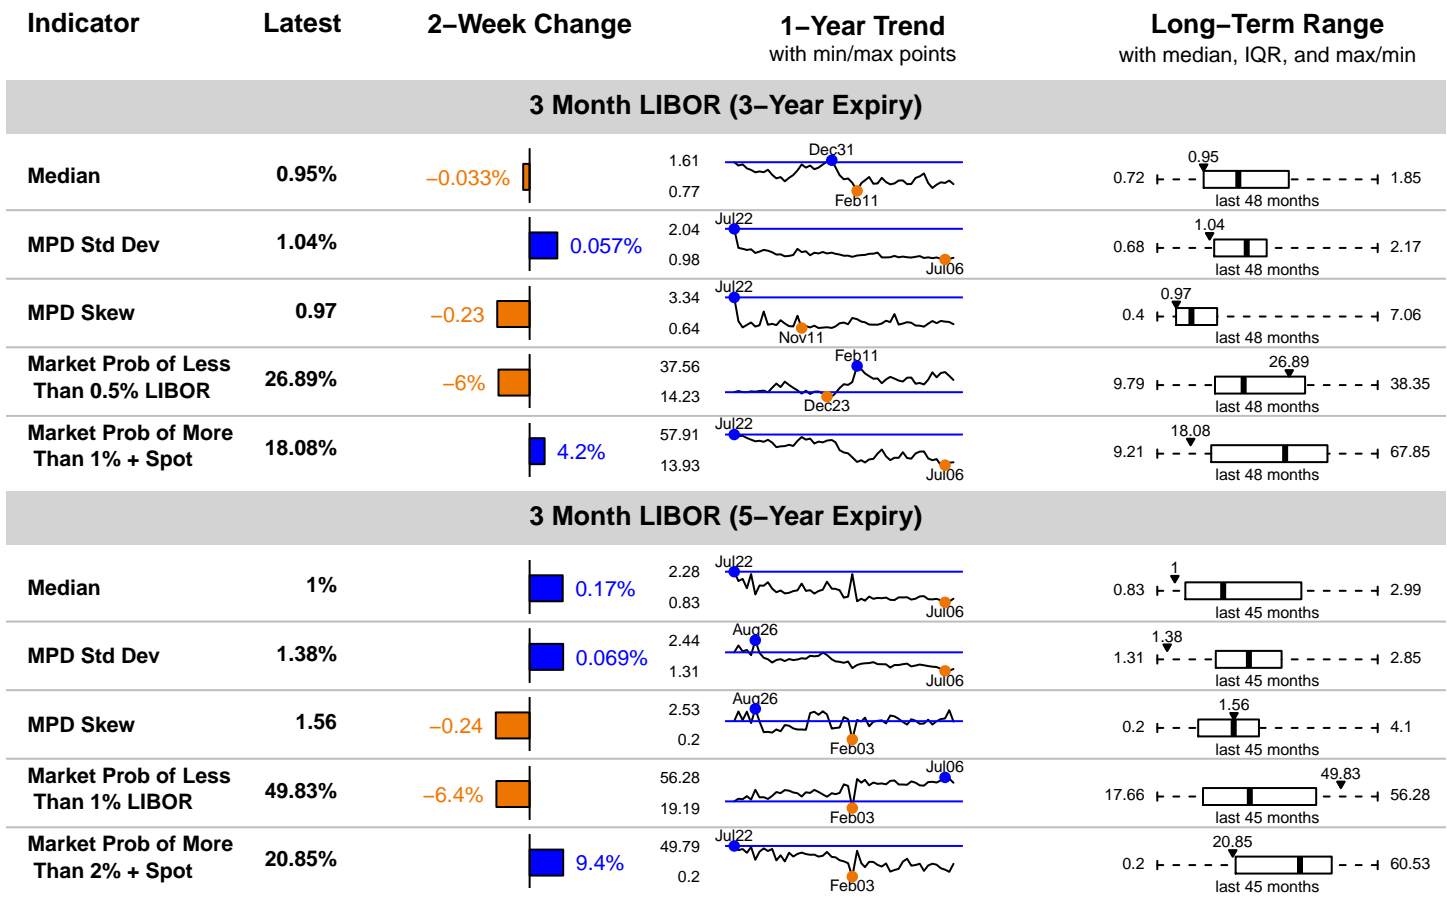 Indicator Latest 2−Week Change 1−Year Trend Long−Term Range
with min/max points with median, IQR, and max/min
3 Month LIBOR (3−Year Expiry)
Median 0.95% −0.033% 1.61 0.77 Dec31 Feb11 0.72 0.95 1.85 last 48 months
MPD Std Dev 1.04% 0.057% 2.04 0.98 Jul22 Jul06 0.68 1.04 2.17 last 48 months
MPD Skew 0.97 −0.23 3.34 0.64 Jul22 Nov11 0.4 0.97 7.06 last 48 months
Market Prob of Less
Than 0.5% LIBOR 26.89% −6% 37.56 14.23 Feb11 Dec23 9.79 26.89 38.35 last 48 months
Market Prob of More
Than 1% + Spot 18.08% 4.2% 57.91 13.93 Jul22 Jul06 9.21 18.08 67.85 last 48 months
3 Month LIBOR (5−Year Expiry)
Median 1% 0.17% 2.28 0.83 Jul22 Jul06 0.83 1 2.99 last 45 months
MPD Std Dev 1.38% 0.069% 2.44 1.31 Aug26 Jul06 1.31 1.38 2.85 last 45 months
MPD Skew 1.56 −0.24 2.53 0.2 Aug26 Feb03 0.2 1.56 4.1 last 45 months
Market Prob of Less
Than 1% LIBOR 49.83% −6.4% 56.28 19.19 Jul06 Feb03 17.66 49.83 56.28 last 45 months
Market Prob of More
Than 2% + Spot 20.85% 9.4% 49.79 0.2 Jul22 Feb03 0.2 20.85 60.53 last 45 months